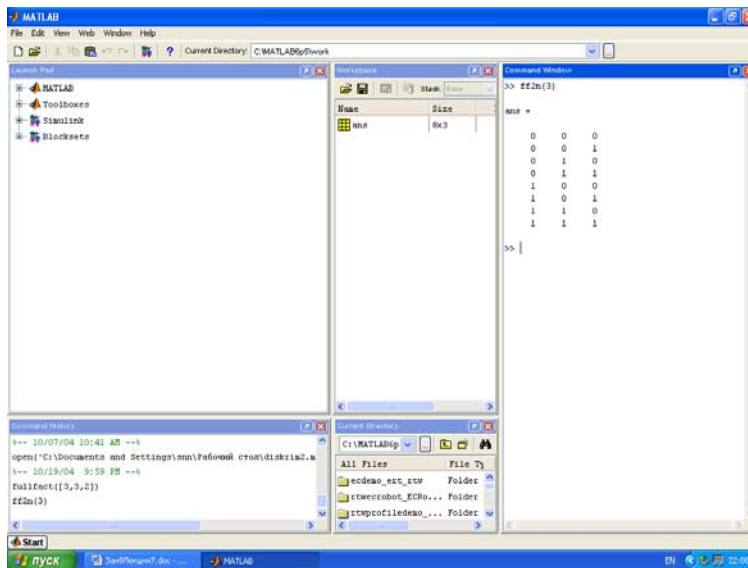 MATLAB
File Edit View Web Window Help
? Current Directory: C:\MATLAB6p5\work
Launch Pad
MATLAB
Toolboxes
Simulink
Blocksets
Workspace
Stack: Base
Name Size
ans 8x3
Command Window
>> ff2n(3)
ans =
0 0 0
0 0 1
0 1 0
0 1 1
1 0 0
1 0 1
1 1 0
1 1 1
>>
Command History
%-- 10/07/04 10:41 AM --%
open('C:\Documents and Settings\snn\Рабочий стол\diskrim2.m
%-- 10/19/04 9:59 PM --%
fullfact([3,3,2])
ff2n(3)
Current Directory
C:\MATLAB6p
All Files File Ty
ecdemo_ert_rtw Folder
rtwecrobot_ECRo... Folder
rtwprofiledemo_... Folder
Start
пуск
MATLAB
EN